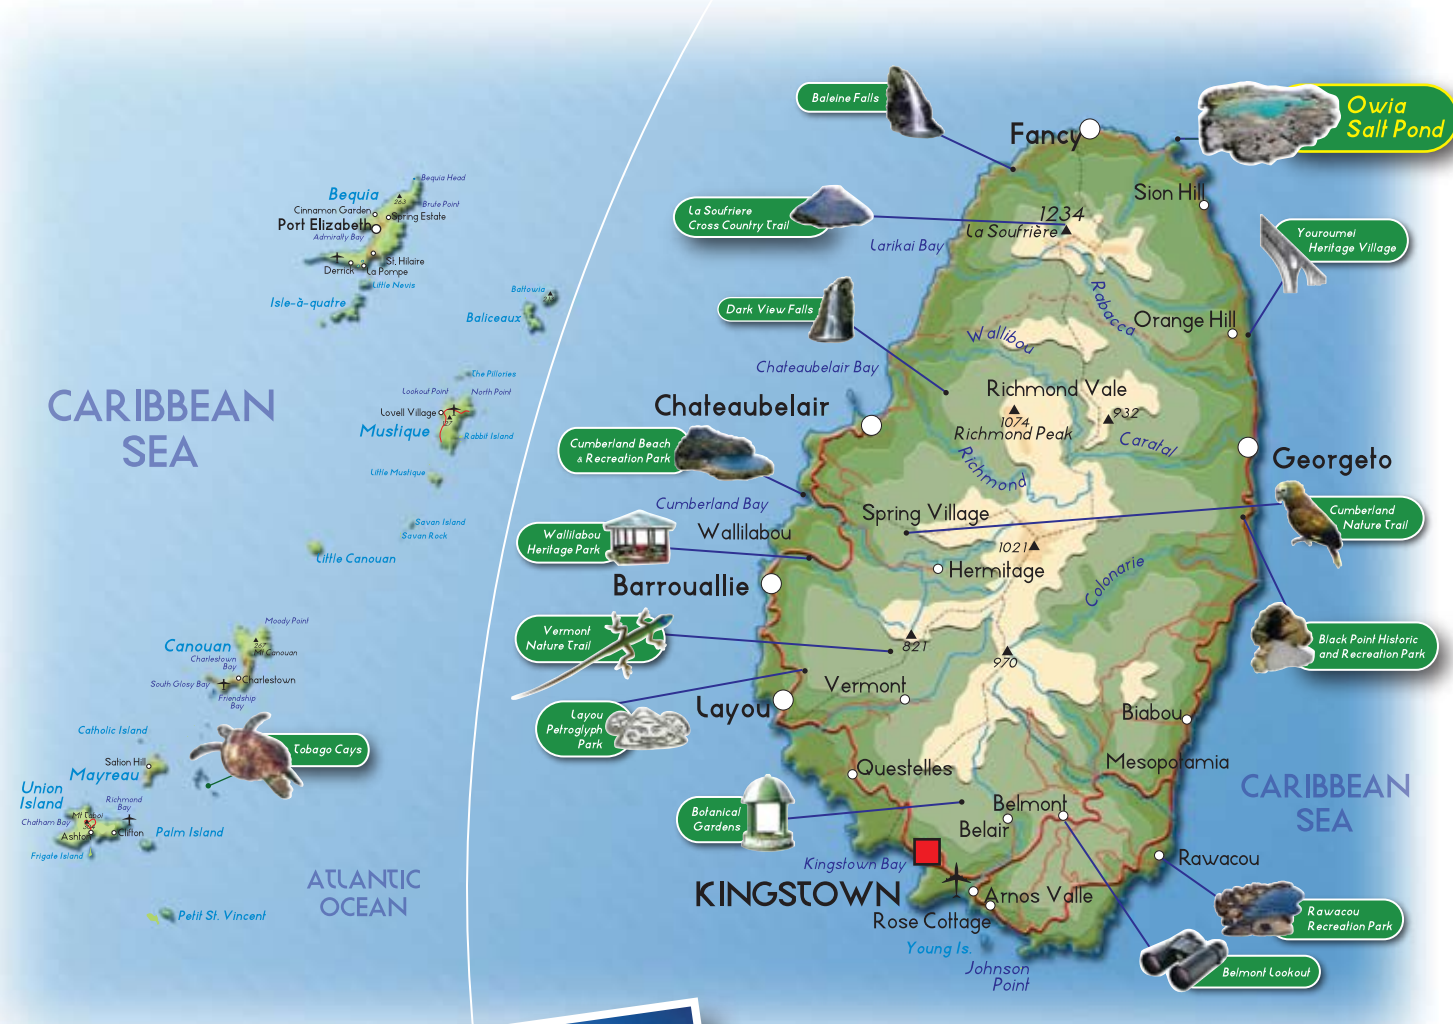 Baleine Falls
Fancy
Owia
Salt Pond
Sion Hill
Bequia Head
Bequia
263
Brute Point
Cinnamon Garden
Spring Estate
Port Elizabeth
Admiralty Bay
St. Hilaire
Derrick
La Pompe
Little Nevis
Isle-à-quatre
Battowia
Baliceaux
La Soufriere
Cross Country Trail
1234
La Soufrière
Larikai Bay
Youroumei
Heritage Village
Rabacca
Orange Hill
Dark View Falls
Wallibou
Chateaubelair Bay
The Pillories
Lookout Point
North Point
Lovell Village
Mustique
Rabbit Island
Little Mustique
CARIBBEAN
SEA
Richmond Vale
Chateaubelair
1074
932
Richmond Peak
Caratal
Richmond
Georgeto
Cumberland Beach
& Recreation Park
Cumberland Bay
Spring Village
Cumberland
Nature Trail
Savan Island
Savan Rock
Little Canouan
Wallilabou
Heritage Park
Wallilabou
1021
Hermitage
Barrouallie
Colonarie
Moody Point
Canouan
267
Mt Canouan
Charlestown
Bay
South Glosy Bay
Charlestown
Friendship
Bay
Vermont
Nature Trail
821
970
Black Point Historic
and Recreation Park
Vermont
Layou
Layou
Petroglyph
Park
Biabou
Catholic Island
Tobago Cays
Salion Hill
Mayreau
Union
Island
Richmond
Bay
Mt Taboi
Chatham Bay
Ashton
Clifton
Palm Island
Frigate Island
Questelles
Mesopotamia
CARIBBEAN
SEA
Botanical
Gardens
Belmont
Belair
Kingstown Bay
KINGSTOWN
Rawacou
Arnos Valle
Rose Cottage
Young Is.
Johnson
Point
Rawacou
Recreation Park
Belmont Lookout
ATLANTIC
OCEAN
Petit St. Vincent